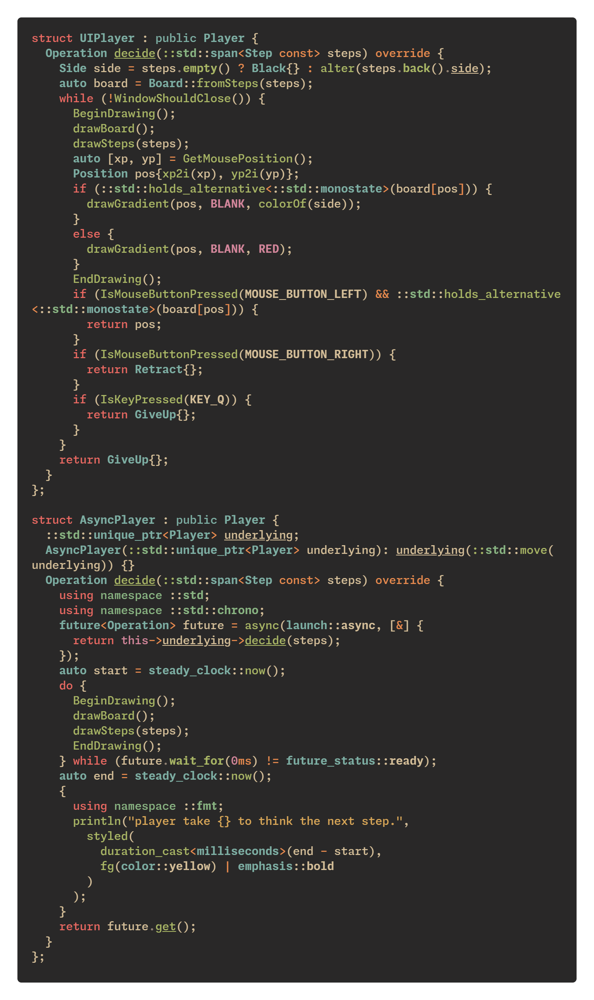 struct UIPlayer : public Player {
  Operation decide(::std::span<Step const> steps) override {
    Side side = steps.empty() ? Black{} : alter(steps.back().side);
    auto board = Board::fromSteps(steps);
    while (!WindowShouldClose()) {
      BeginDrawing();
      drawBoard();
      drawSteps(steps);
      auto [xp, yp] = GetMousePosition();
      Position pos{xp2i(xp), yp2i(yp)};
      if (::std::holds_alternative<::std::monostate>(board[pos])) {
        drawGradient(pos, BLANK, colorOf(side));
      }
      else {
        drawGradient(pos, BLANK, RED);
      }
      EndDrawing();
      if (IsMouseButtonPressed(MOUSE_BUTTON_LEFT) && ::std::holds_alternative
<::std::monostate>(board[pos])) {
        return pos;
      }
      if (IsMouseButtonPressed(MOUSE_BUTTON_RIGHT)) {
        return Retract{};
      }
      if (IsKeyPressed(KEY_Q)) {
        return GiveUp{};
      }
    }
    return GiveUp{};
  }
};

struct AsyncPlayer : public Player {
  ::std::unique_ptr<Player> underlying;
  AsyncPlayer(::std::unique_ptr<Player> underlying): underlying(::std::move(
underlying)) {}
  Operation decide(::std::span<Step const> steps) override {
    using namespace ::std;
    using namespace ::std::chrono;
    future<Operation> future = async(launch::async, [&] {
      return this->underlying->decide(steps);
    });
    auto start = steady_clock::now();
    do {
      BeginDrawing();
      drawBoard();
      drawSteps(steps);
      EndDrawing();
    } while (future.wait_for(0ms) != future_status::ready);
    auto end = steady_clock::now();
    {
      using namespace ::fmt;
      println("player take {} to think the next step.",
        styled(
          duration_cast<milliseconds>(end - start),
          fg(color::yellow) | emphasis::bold
        )
      );
    }
    return future.get();
  }
};